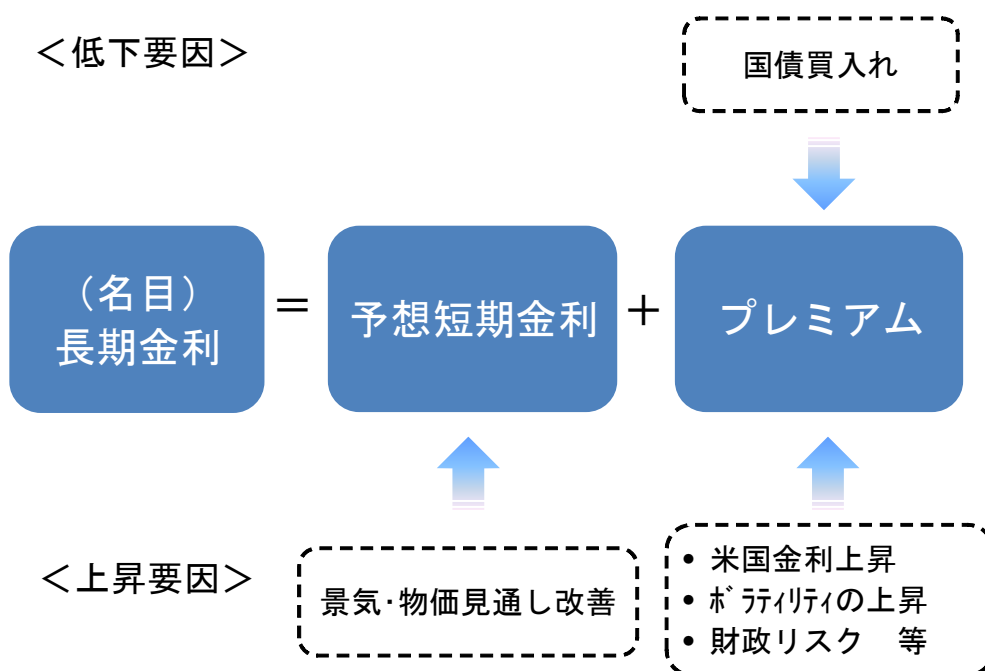 ＜低下要因＞
国債買入れ
（名目）
長期金利
＝
予想短期金利
＋
プレミアム
＜上昇要因＞
景気･物価見通し改善
• 米国金利上昇
• ﾎﾞﾗﾃｨﾘﾃｨの上昇
• 財政リスク　等